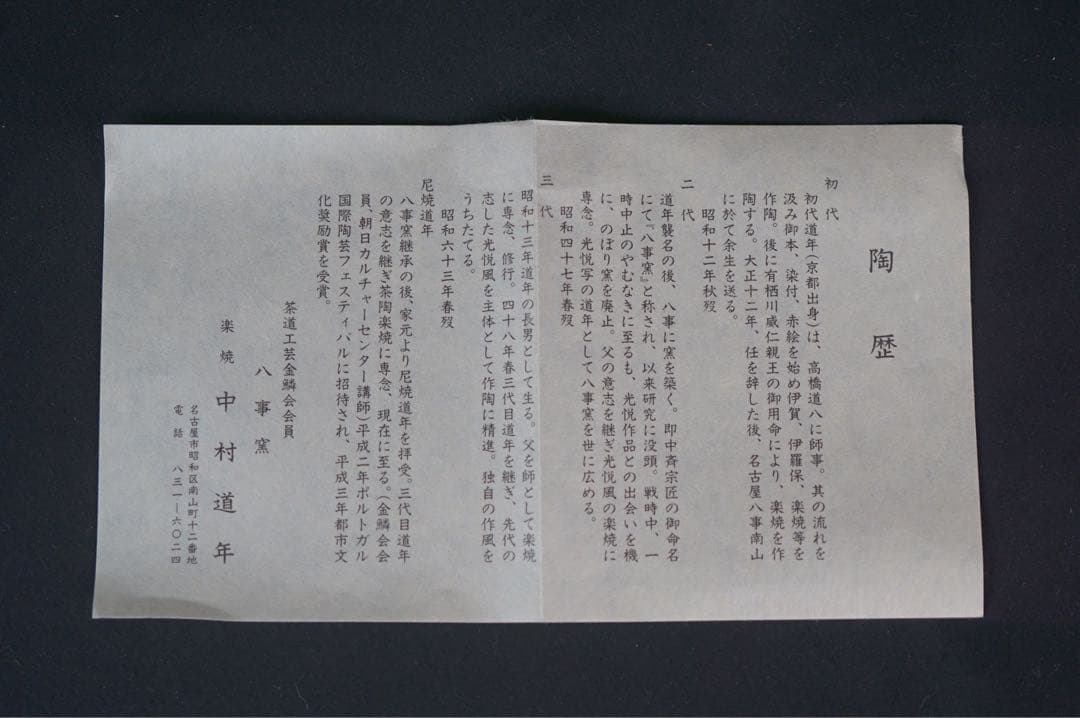 陶歴
初代
初代道年(京都出身)は、高橋道八に師事。其の流れを
汲み御本、染付、赤絵を始め伊賀、伊羅保、楽焼等を
作陶。後に有栖川威仁親王の御用命により、楽焼を作
陶する。大正十二年、任を辞した後、名古屋八事南山
に於て余生を送る。
昭和十二年秋歿
二代
道年襲名の後、八事に窯を築く。即中斉宗匠の御命名
にて『八事窯』と称され、以来研究に没頭。戦時中、一
時中止のやむなきに至るも、光悦作品との出会いを機
に、のぼり窯を廃止。父の意志を継ぎ光悦風の楽焼に
専念。光悦写の道年として八事窯を世に広める。
昭和四十七年春歿
三代
昭和十三年道年の長男として生る。父を師として楽焼
に専念、修行。四十八年春三代目道年を継ぎ、先代の
志した光悦風を主体として作陶に精進。独自の作風を
うちたてる。
昭和六十三年春歿
尼焼道年
八事窯継承の後、家元より尼焼道年を拝受。三代目道年
の意志を継ぎ茶陶楽焼に専念、現在に至る。(金鱗会会
員、朝日カルチャーセンター講師)平成二年ポルトガル
国際陶芸フェスティバルに招待され、平成三年都市文
化奨励賞を受賞。
茶道工芸金鱗会会員
八事窯
楽焼 中村道年
名古屋市昭和区南山町十二番地
電話 八三一―六〇二四